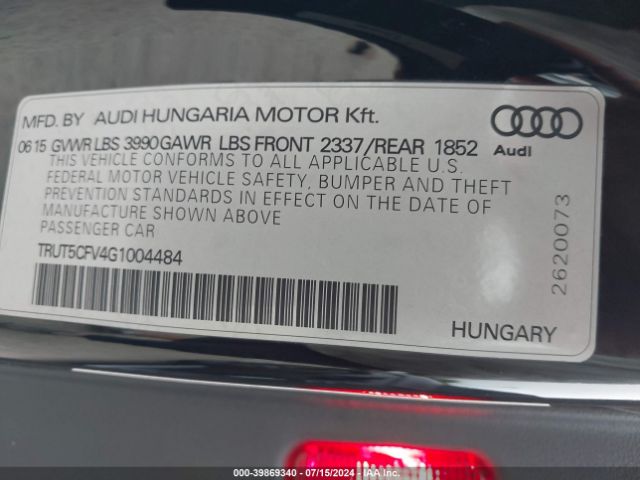 MFD. BY AUDI HUNGARIA MOTOR Kft.
0615 GVWR LBS 3990GAWR LBS FRONT 2337/REAR 1852
THIS VEHICLE CONFORMS TO ALL APPLICABLE U.S.
FEDERAL MOTOR VEHICLE SAFETY, BUMPER AND THEFT
PREVENTION STANDARDS IN EFFECT ON THE DATE OF
MANUFACTURE SHOWN ABOVE
PASSENGER CAR
TRUT5CFV4G1004484
Audi
2620073
HUNGARY
000-39869340 - 07/15/2024 - IAAI.com